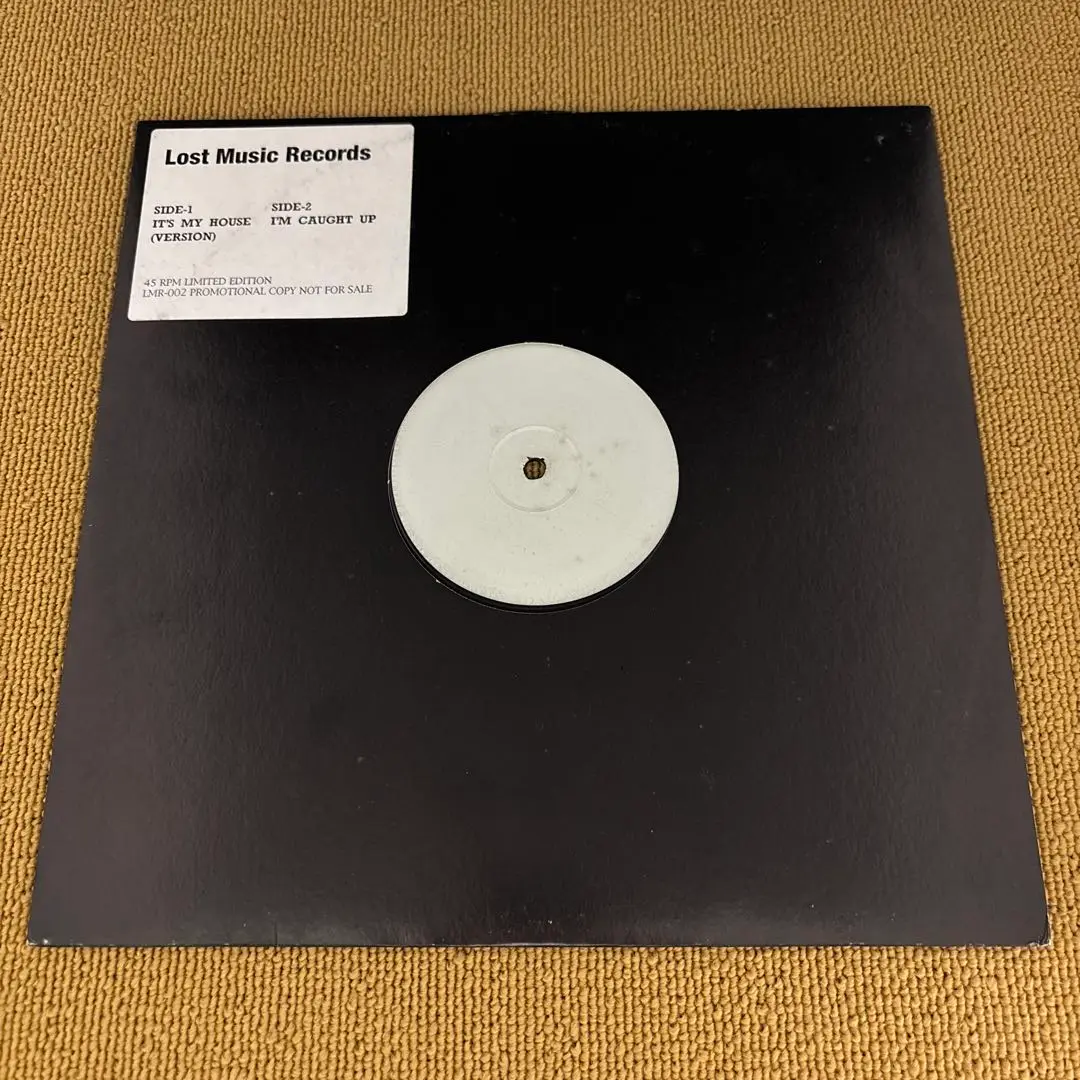 Lost Music Records
SIDE-1
IT'S MY HOUSE
(VERSION)
SIDE-2
I'M CAUGHT UP
45 RPM LIMITED EDITION
LMR-002 PROMOTIONAL COPY NOT FOR SALE